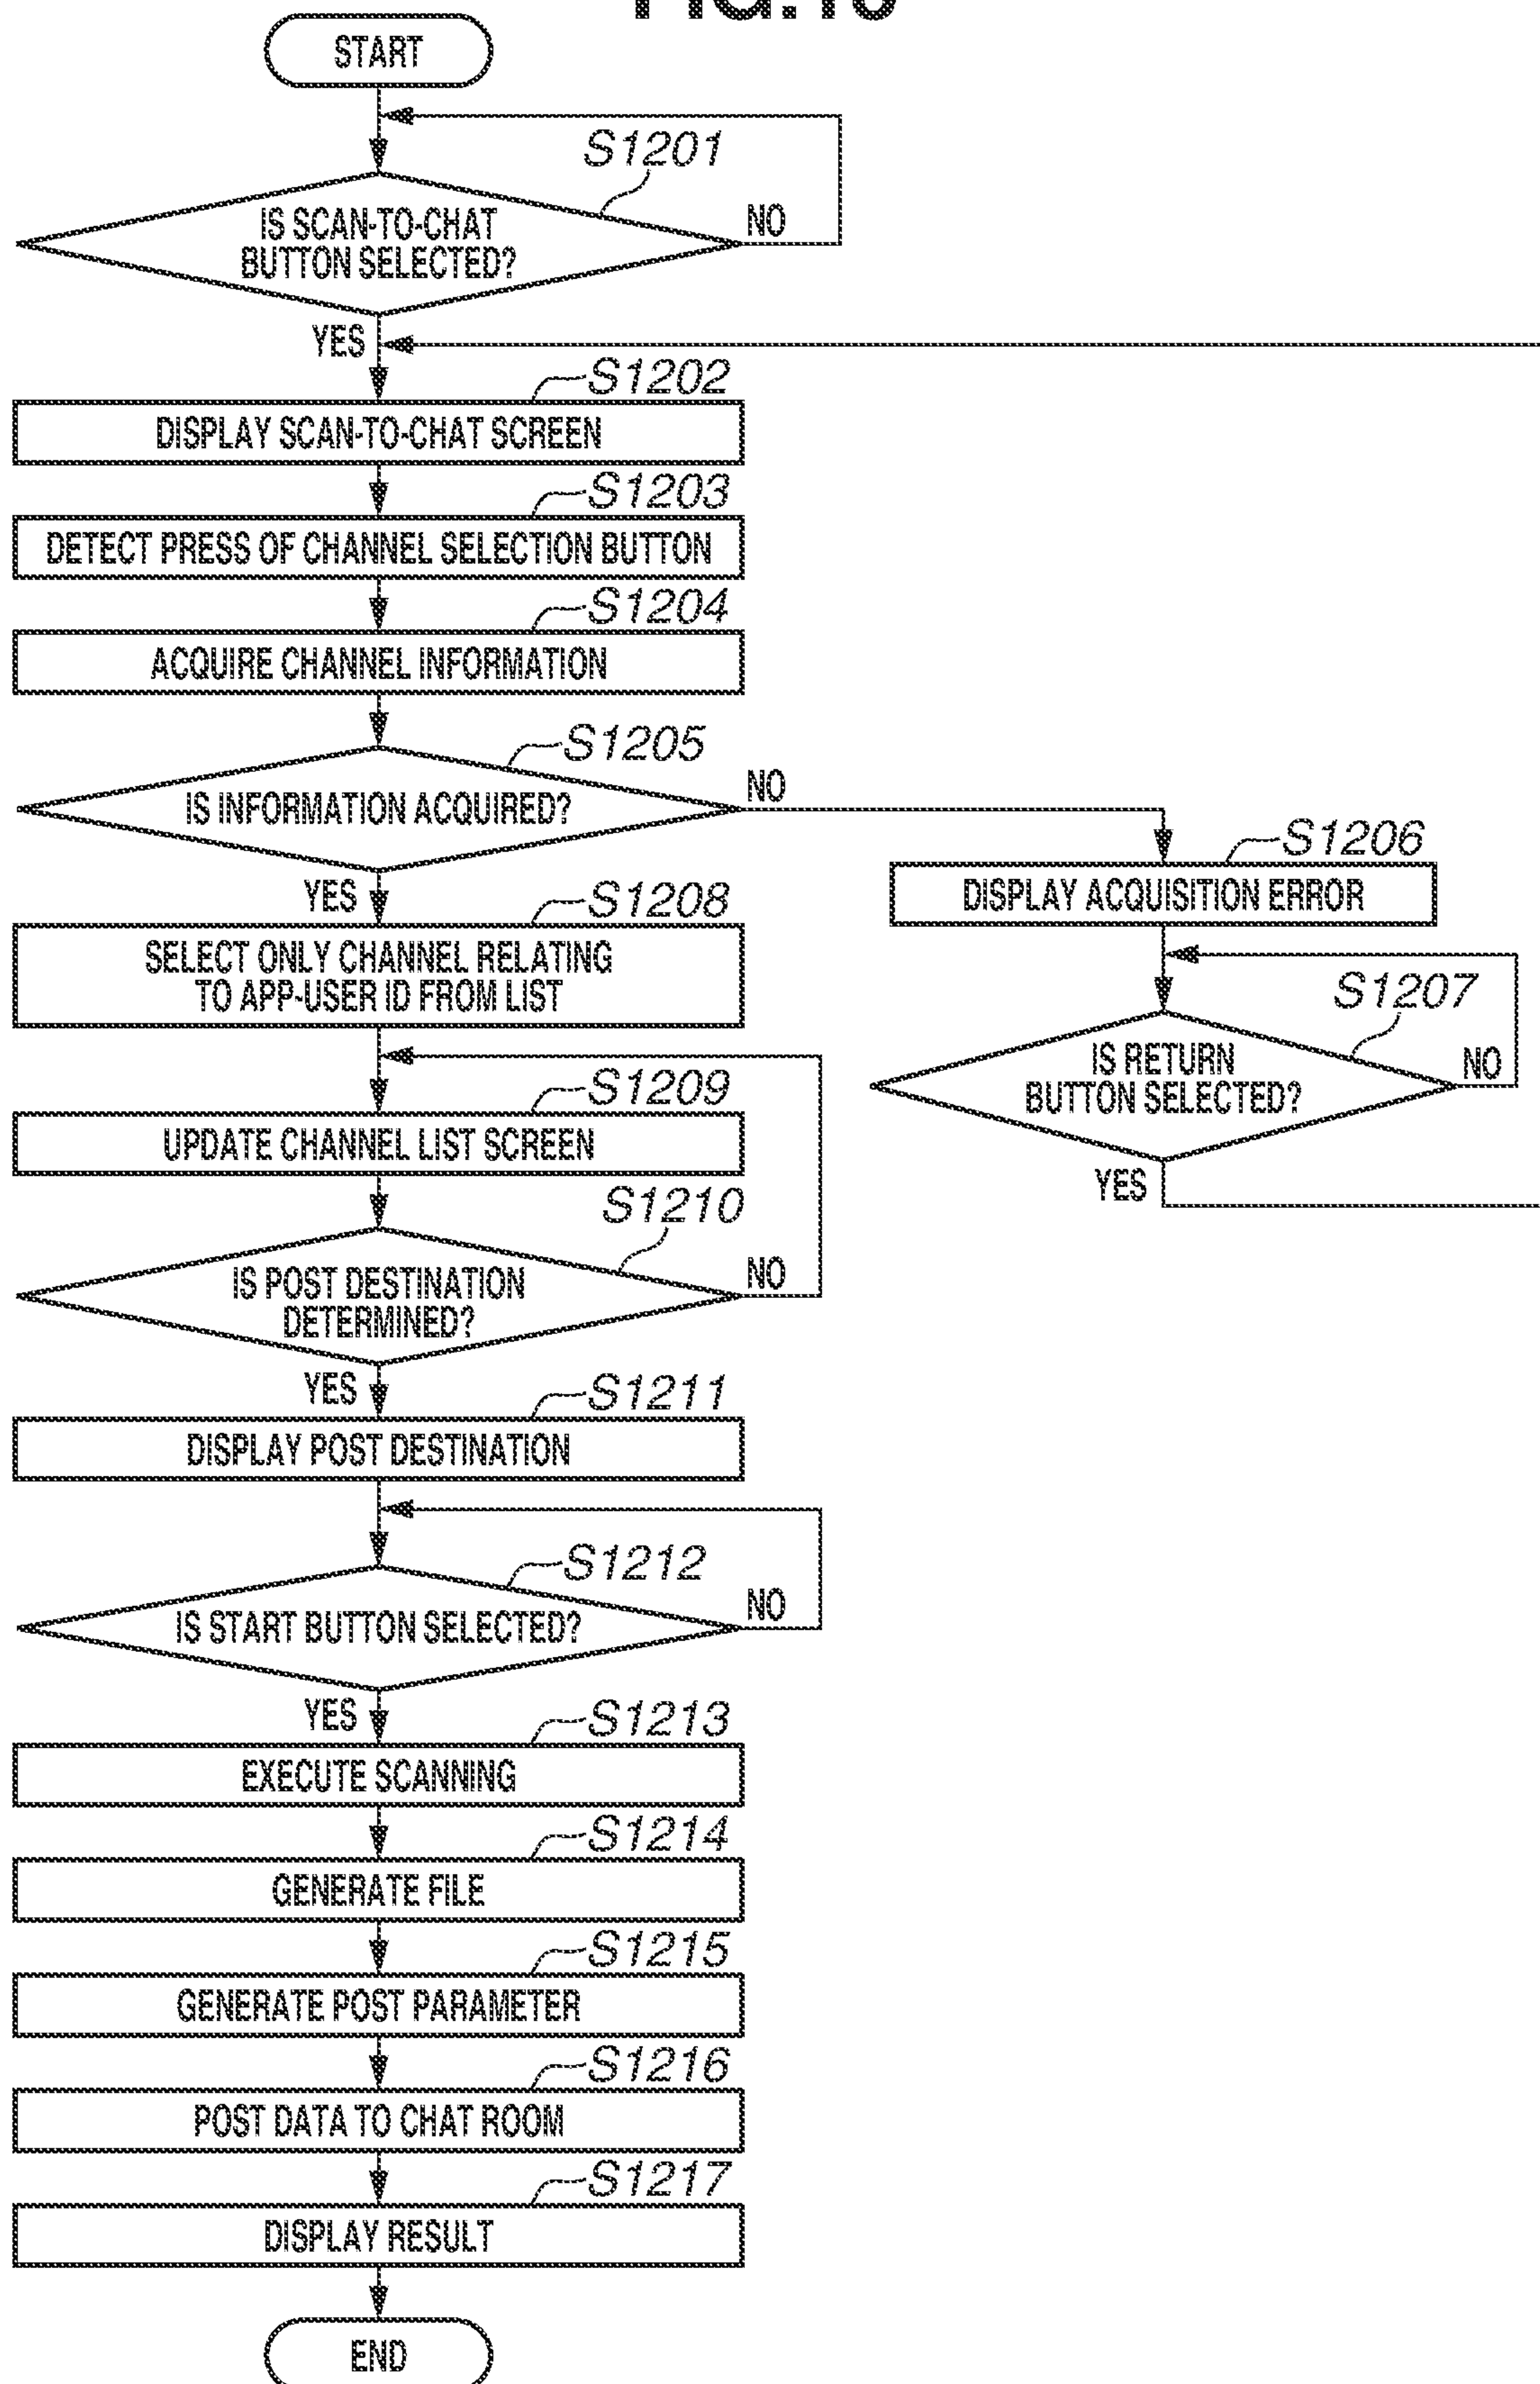 START
S1201
IS SCAN-TO-CHAT
BUTTON SELECTED?
NO
YES
S1202
DISPLAY SCAN-TO-CHAT SCREEN
S1203
DETECT PRESS OF CHANNEL SELECTION BUTTON
S1204
ACQUIRE CHANNEL INFORMATION
S1205
IS INFORMATION ACQUIRED?
NO
S1206
DISPLAY ACQUISITION ERROR
S1207
IS RETURN
BUTTON SELECTED?
NO
YES
YES
S1208
SELECT ONLY CHANNEL RELATING
TO APP-USER ID FROM LIST
S1209
UPDATE CHANNEL LIST SCREEN
S1210
IS POST DESTINATION
DETERMINED?
NO
YES
S1211
DISPLAY POST DESTINATION
S1212
IS START BUTTON SELECTED?
NO
YES
S1213
EXECUTE SCANNING
S1214
GENERATE FILE
S1215
GENERATE POST PARAMETER
S1216
POST DATA TO CHAT ROOM
S1217
DISPLAY RESULT
END